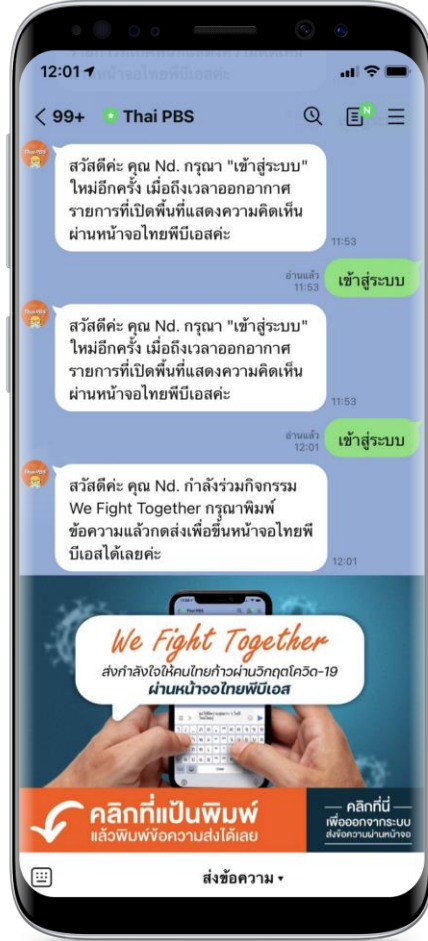 12:01
99+ Thai PBS
N
สวัสดีค่ะ คุณ Nd. กรุณา "เข้าสู่ระบบ"
ใหม่อีกครั้ง เมื่อถึงเวลาออกอากาศ
รายการที่เปิดพื้นที่แสดงความคิดเห็น
ผ่านหน้าจอไทยพีบีเอสค่ะ
11:53
อ่านแล้ว
11:53
เข้าสู่ระบบ
สวัสดีค่ะ คุณ Nd. กรุณา "เข้าสู่ระบบ"
ใหม่อีกครั้ง เมื่อถึงเวลาออกอากาศ
รายการที่เปิดพื้นที่แสดงความคิดเห็น
ผ่านหน้าจอไทยพีบีเอสค่ะ
11:53
อ่านแล้ว
12:01
เข้าสู่ระบบ
สวัสดีค่ะ คุณ Nd. กำลังร่วมกิจกรรม
We Fight Together กรุณาพิมพ์
ข้อความแล้วกดส่งเพื่อขึ้นหน้าจอไทยพี
บีเอสได้เลยค่ะ
12:01
We Fight Together
ส่งกำลังใจให้คนไทยก้าวผ่านวิกฤตโควิด-19
ผ่านหน้าจอไทยพีบีเอส
คลิกที่แป้นพิมพ์
แล้วพิมพ์ข้อความส่งได้เลย
คลิกที่นี่
เพื่อออกจากระบบ
ส่งข้อความผ่านหน้าจอ
ส่งข้อความ